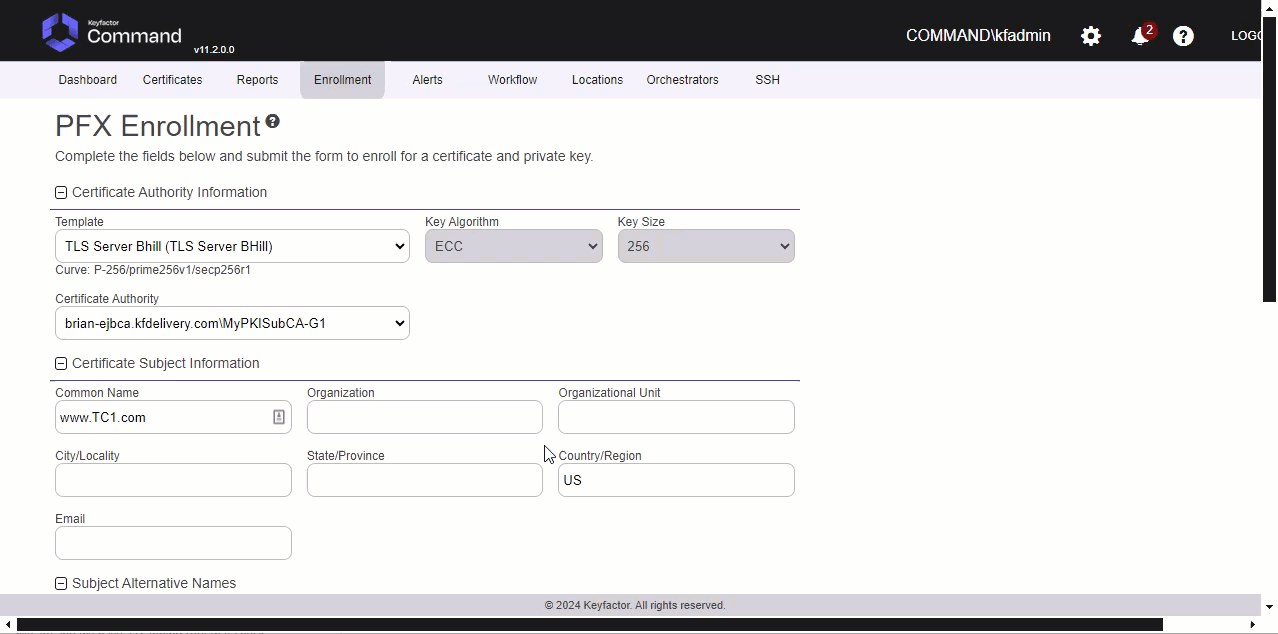 Keyfactor
Command
v11.2.0.0
COMMAND\kfadmin
2
?
LOGO
Dashboard Certificates Reports Enrollment Alerts Workflow Locations Orchestrators SSH
PFX Enrollment ?
Complete the fields below and submit the form to enroll for a certificate and private key.
Certificate Authority Information
Template Key Algorithm Key Size
TLS Server Bhill (TLS Server BHill) ECC 256
Curve: P-256/prime256v1/secp256r1
Certificate Authority
brian-ejbca.kfdelivery.com\MyPKISubCA-G1
Certificate Subject Information
Common Name Organization Organizational Unit
www.TC1.com
City/Locality State/Province Country/Region
US
Email
Subject Alternative Names
© 2024 Keyfactor. All rights reserved.